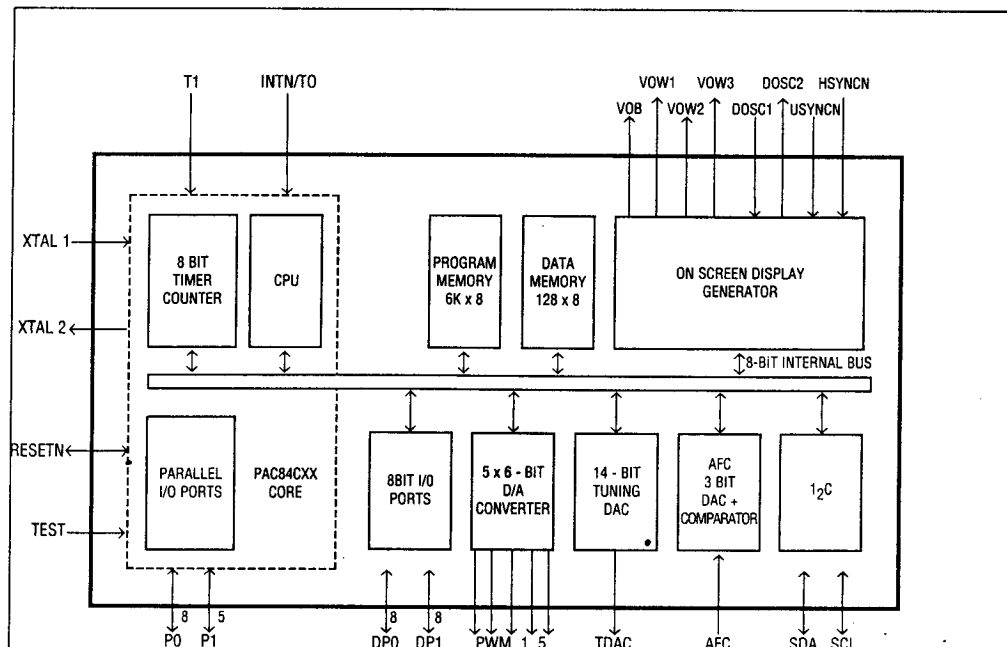 T1 INTN/TO
VOW1 VOW3 DOSC2 HSYNCN
VOB VOW2 DOSC1 USYNCN
XTAL 1
XTAL 2
RESETN
TEST
8 BIT
TIMER
COUNTER
CPU
PROGRAM
MEMORY
6K x 8
DATA
MEMORY
128 x 8
ON SCREEN DISPLAY
GENERATOR
8-BIT INTERNAL BUS
PARALLEL
I/O PORTS
PAC84CXX
CORE
8BIT I/O
PORTS
5 x 6 - BIT
D/A
CONVERTER
14 - BIT
TUNING
DAC
AFC
3 BIT
DAC +
COMPARATOR
1₂C
8 5 8 8
P0 P1 DP0 DP1 PWM 1 5 TDAC AFC SDA SCL